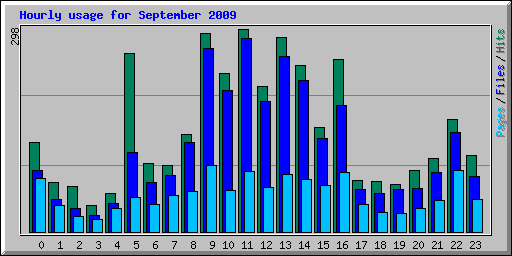 Hourly usage for September 2009
298
Pages/Files/Hits
0 1 2 3 4 5 6 7 8 9 10 11 12 13 14 15 16 17 18 19 20 21 22 23